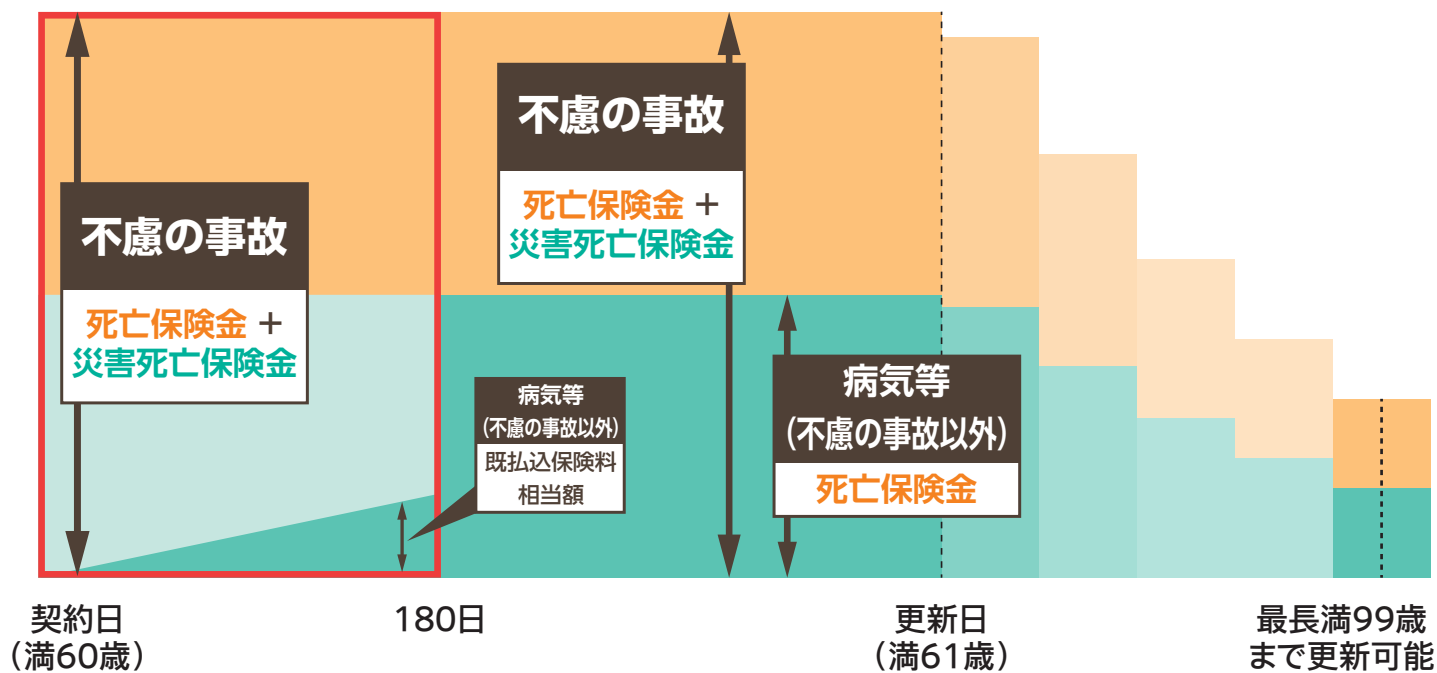 不慮の事故
死亡保険金 +
災害死亡保険金
病気等
(不慮の事故以外)
既払込保険料
相当額
不慮の事故
死亡保険金 +
災害死亡保険金
病気等
(不慮の事故以外)
死亡保険金
契約日
(満60歳)
180日
更新日
(満61歳)
最長満99歳
まで更新可能